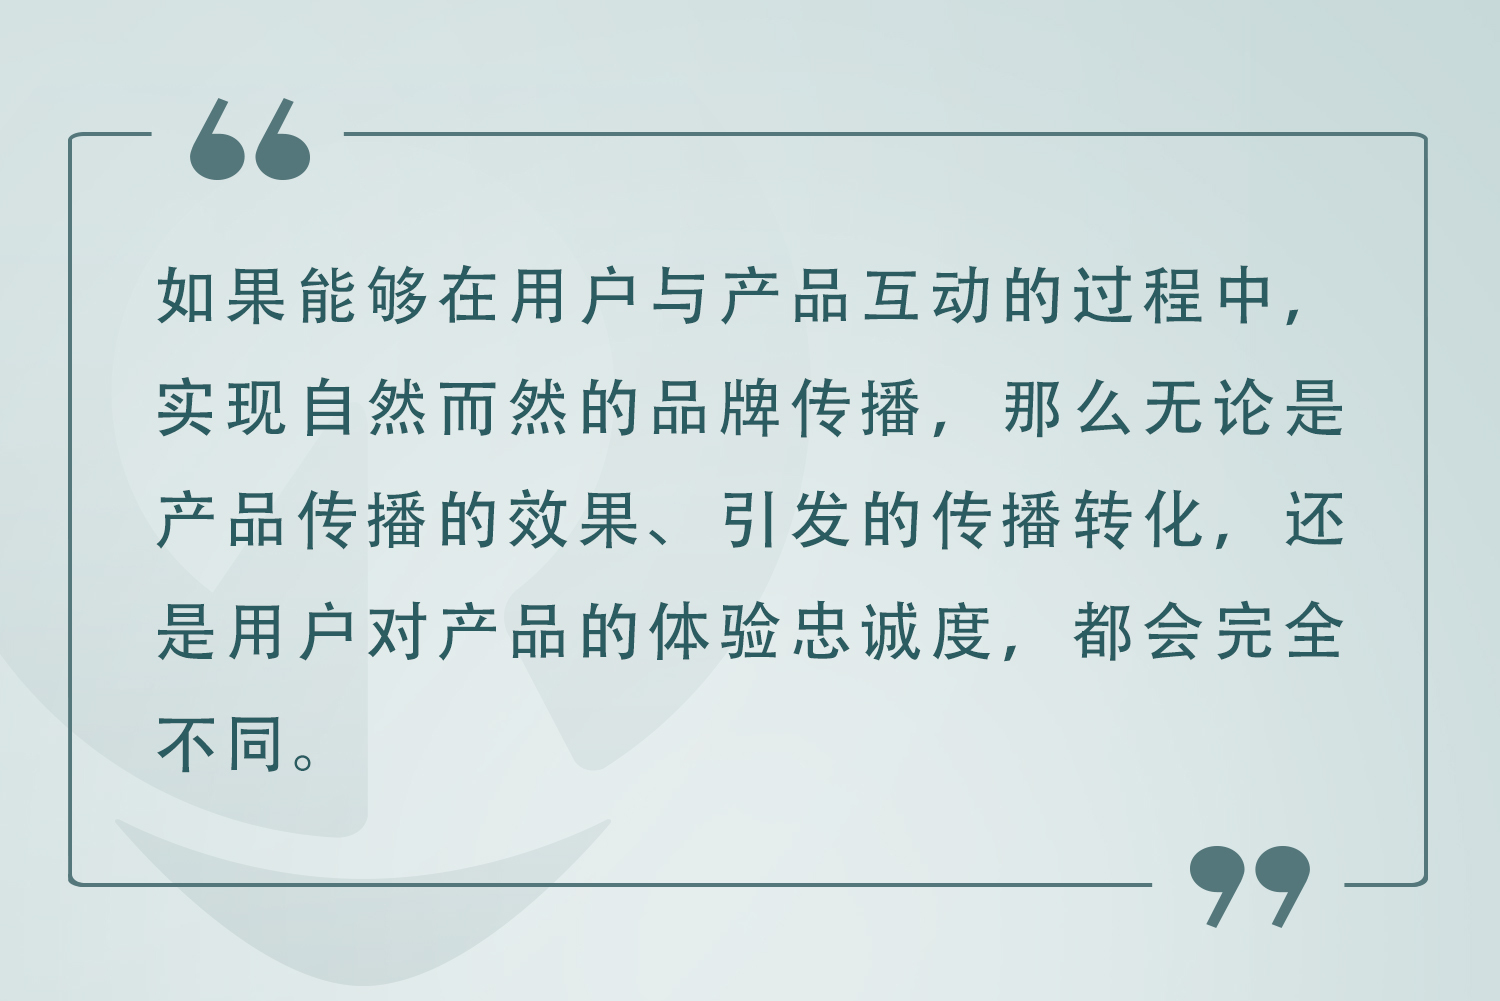 如果能够在用户与产品互动的过程中，
实现自然而然的品牌传播，那么无论是
产品传播的效果、引发的传播转化，还
是用户对产品的体验忠诚度，都会完全
不同。